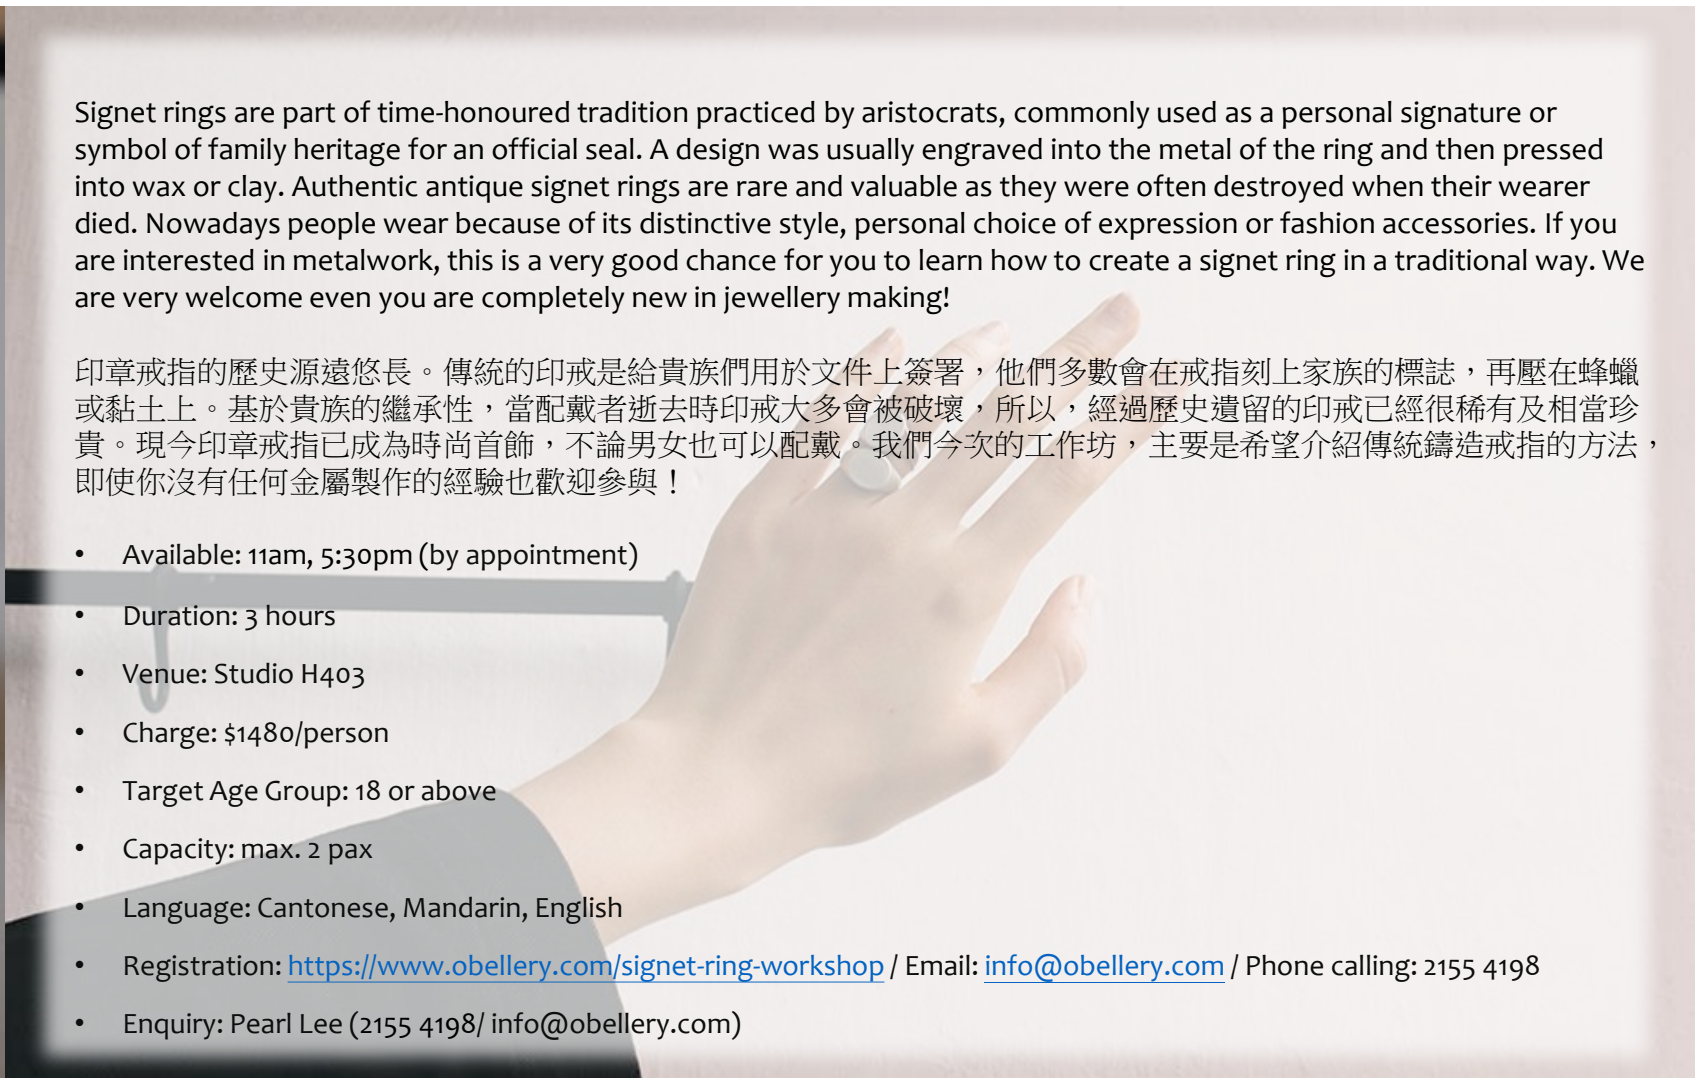 Signet rings are part of time-honoured tradition practiced by aristocrats, commonly used as a personal signature or
symbol of family heritage for an official seal. A design was usually engraved into the metal of the ring and then pressed
into wax or clay. Authentic antique signet rings are rare and valuable as they were often destroyed when their wearer
died. Nowadays people wear because of its distinctive style, personal choice of expression or fashion accessories. If you
are interested in metalwork, this is a very good chance for you to learn how to create a signet ring in a traditional way. We
are very welcome even you are completely new in jewellery making!
印章戒指的歷史源遠悠長。傳統的印戒是給貴族們用於文件上簽署，他們多數會在戒指刻上家族的標誌，再壓在蜂蠟
或黏土上。基於貴族的繼承性，當配戴者逝去時印戒大多會被破壞，所以，經過歷史遺留的印戒已經很稀有及相當珍
貴。現今印章戒指已成為時尚首飾，不論男女也可以配戴。我們今次的工作坊，主要是希望介紹傳統鑄造戒指的方法，
即使你沒有任何金屬製作的經驗也歡迎參與！
• Available: 11am, 5:30pm (by appointment)
• Duration: 3 hours
• Venue: Studio H403
• Charge: $1480/person
• Target Age Group: 18 or above
• Capacity: max. 2 pax
• Language: Cantonese, Mandarin, English
• Registration: https://www.obellery.com/signet-ring-workshop / Email: info@obellery.com / Phone calling: 2155 4198
• Enquiry: Pearl Lee (2155 4198/ info@obellery.com)